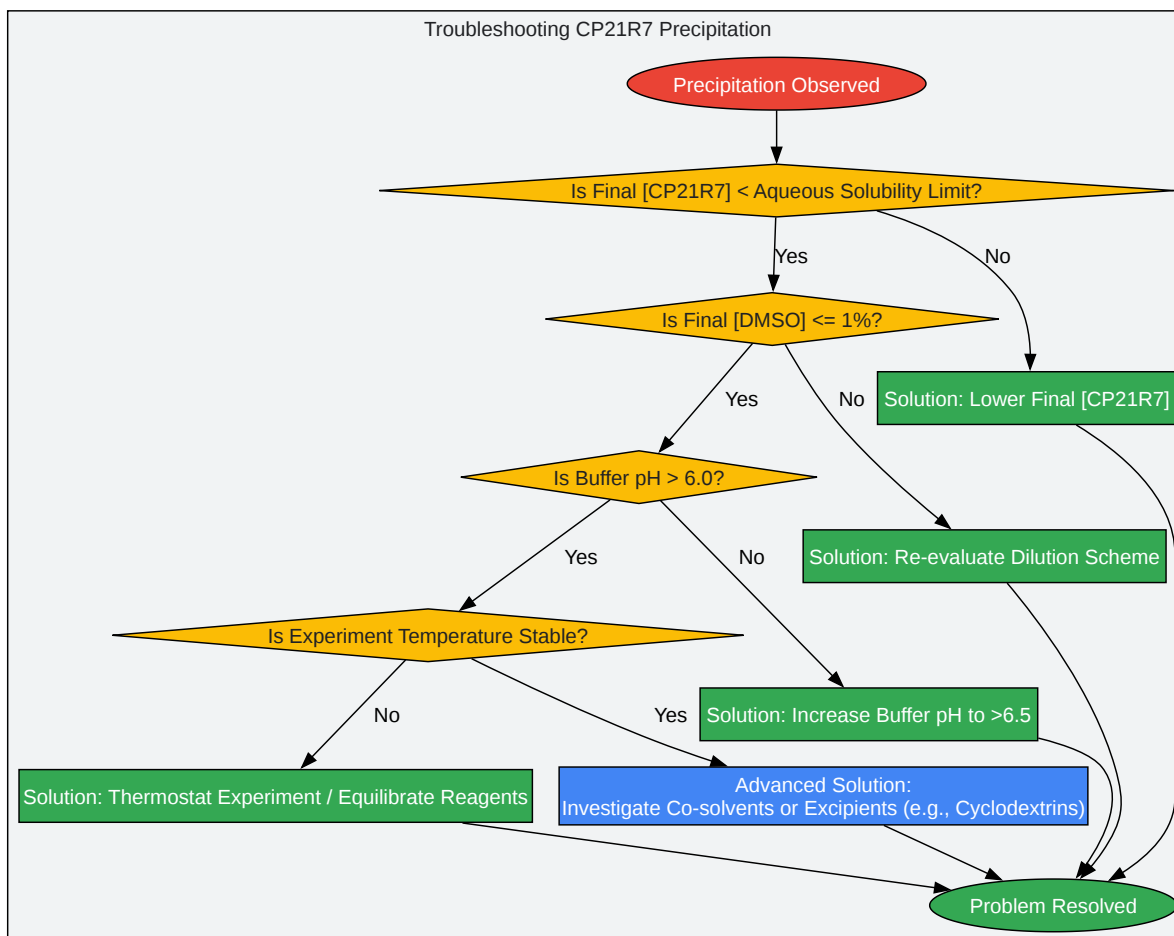 Troubleshooting CP21R7 Precipitation
Precipitation Observed
Is Final [CP21R7] < Aqueous Solubility Limit?
Yes
No
Is Final [DMSO] <= 1%?
Solution: Lower Final [CP21R7]
Yes
No
Is Buffer pH > 6.0?
Solution: Re-evaluate Dilution Scheme
Yes
No
Is Experiment Temperature Stable?
No
Yes
Solution: Increase Buffer pH to >6.5
Solution: Thermostat Experiment / Equilibrate Reagents
Advanced Solution:
Investigate Co-solvents or Excipients (e.g., Cyclodextrins)
Problem Resolved